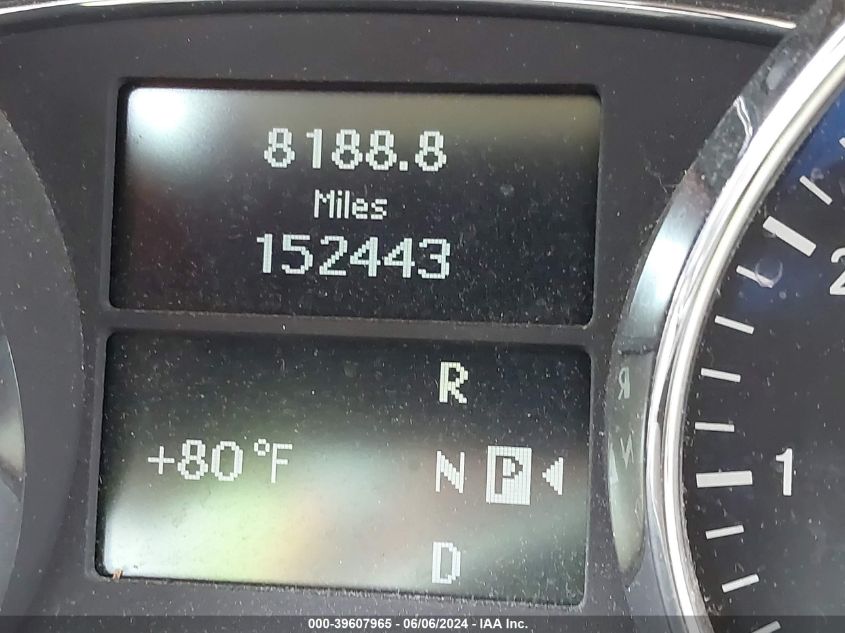 8188.8
Miles
152443
R
+80°F
N P
D
2
1
R
N
000-39607965 - 06/06/2024 - IAA Inc.